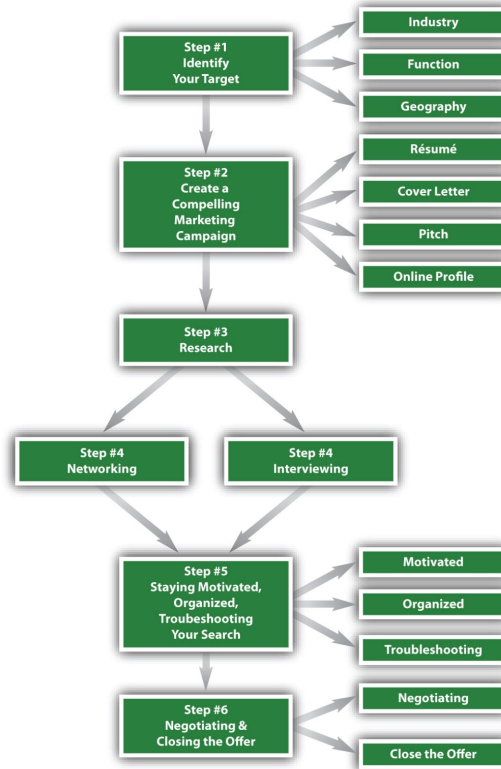 Step #1
Identify
Your Target
Industry
Function
Geography
Step #2
Create a
Compelling
Marketing
Campaign
Résumé
Cover Letter
Pitch
Online Profile
Step #3
Research
Step #4
Networking
Step #4
Interviewing
Step #5
Staying Motivated,
Organized,
Troubeshooting
Your Search
Motivated
Organized
Troubleshooting
Step #6
Negotiating &
Closing the Offer
Negotiating
Close the Offer